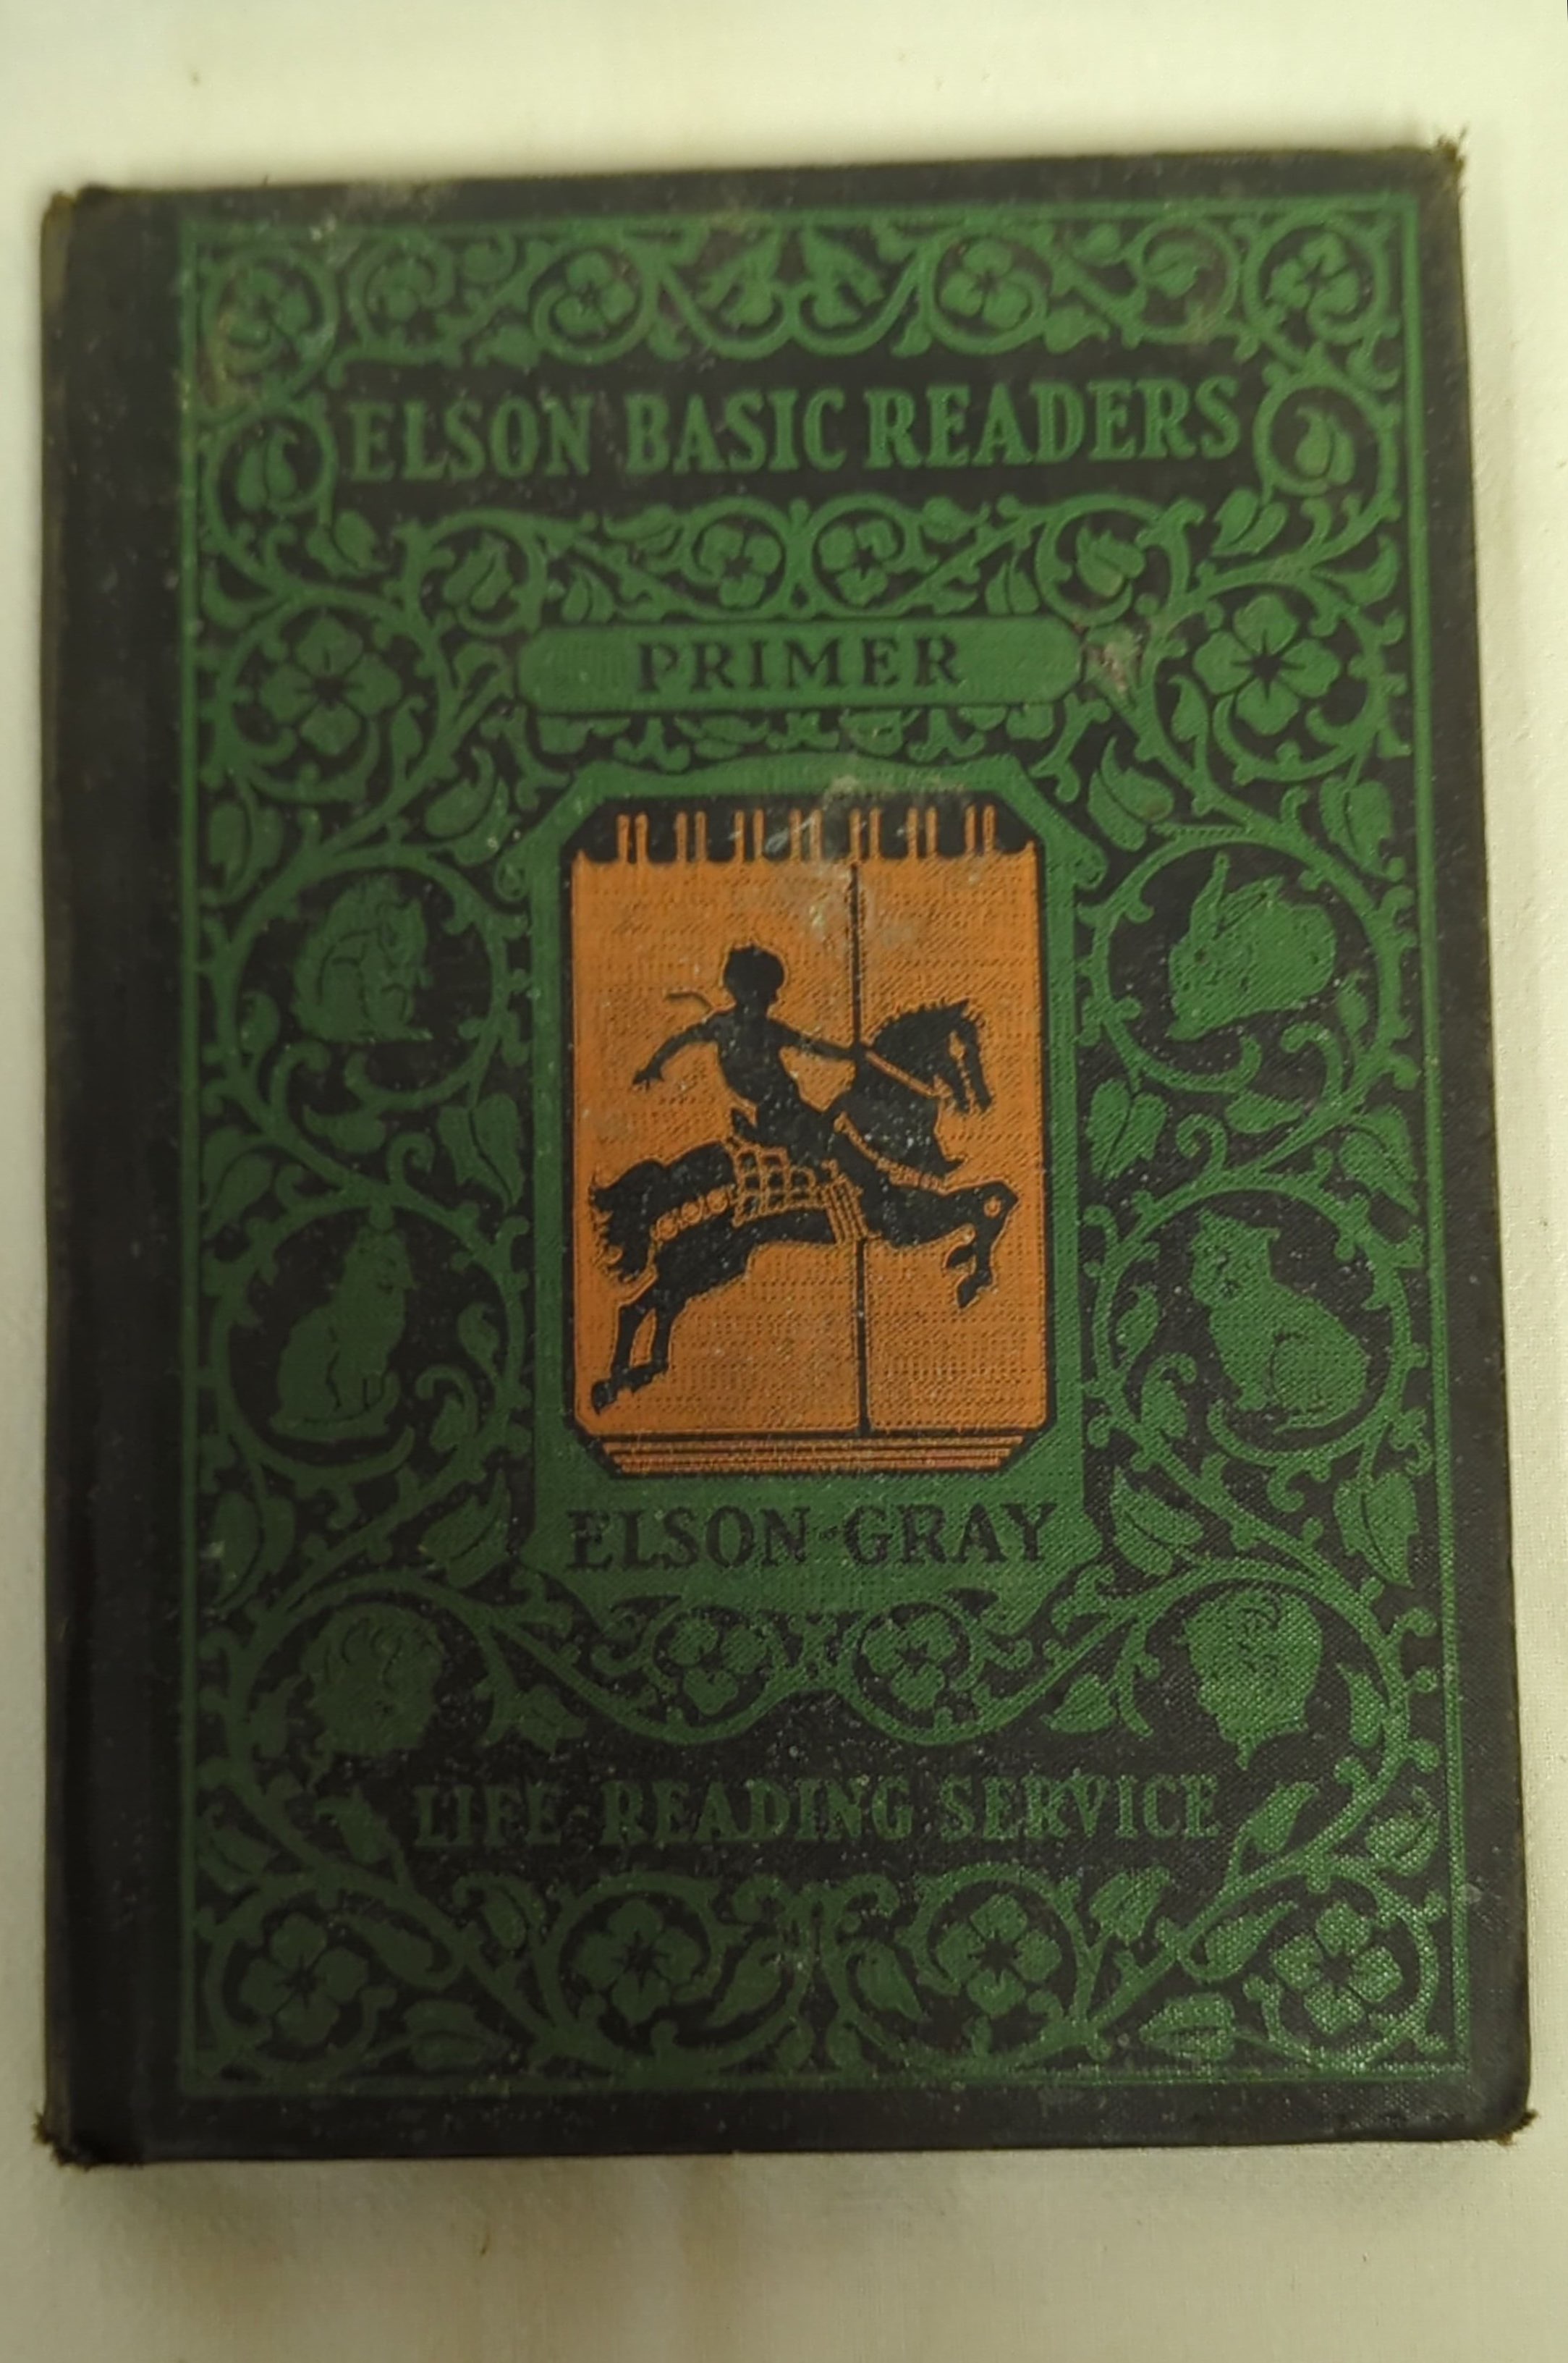 ELSON BASIC READERS
PRIMER
ELSON-GRAY
LIFE-READING SERVICE